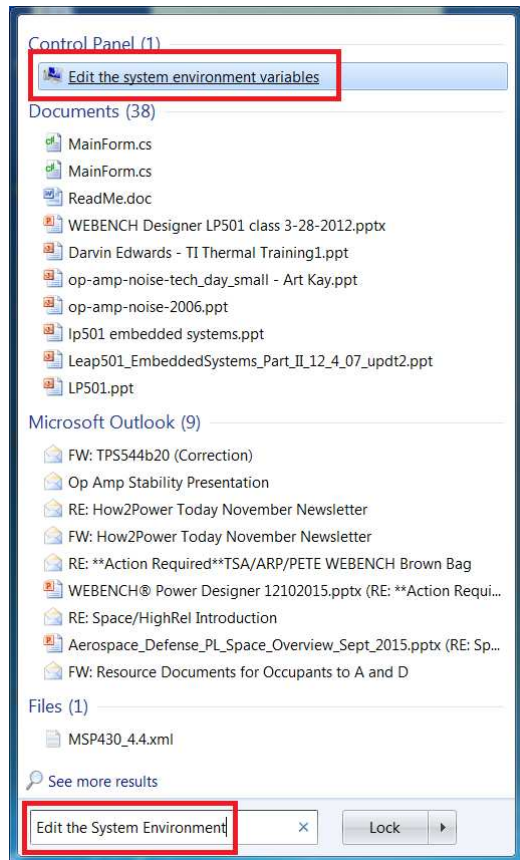 Control Panel (1)
Edit the system environment variables
Documents (38)
MainForm.cs
MainForm.cs
ReadMe.doc
WEBENCH Designer LP501 class 3-28-2012.pptx
Darvin Edwards - TI Thermal Training1.ppt
op-amp-noise-tech_day_small - Art Kay.ppt
op-amp-noise-2006.ppt
lp501 embedded systems.ppt
Leap501_EmbeddedSystems_Part_II_12_4_07_updt2.ppt
LP501.ppt
Microsoft Outlook (9)
FW: TPS544b20 (Correction)
Op Amp Stability Presentation
RE: How2Power Today November Newsletter
FW: How2Power Today November Newsletter
RE: **Action Required**TSA/ARP/PETE WEBENCH Brown Bag
WEBENCH® Power Designer 12102015.pptx (RE: **Action Requi...
RE: Space/HighRel Introduction
Aerospace_Defense_PL_Space_Overview_Sept_2015.pptx (RE: Sp...
FW: Resource Documents for Occupants to A and D
Files (1)
MSP430_4.4.xml
See more results
Edit the System Environment
Lock